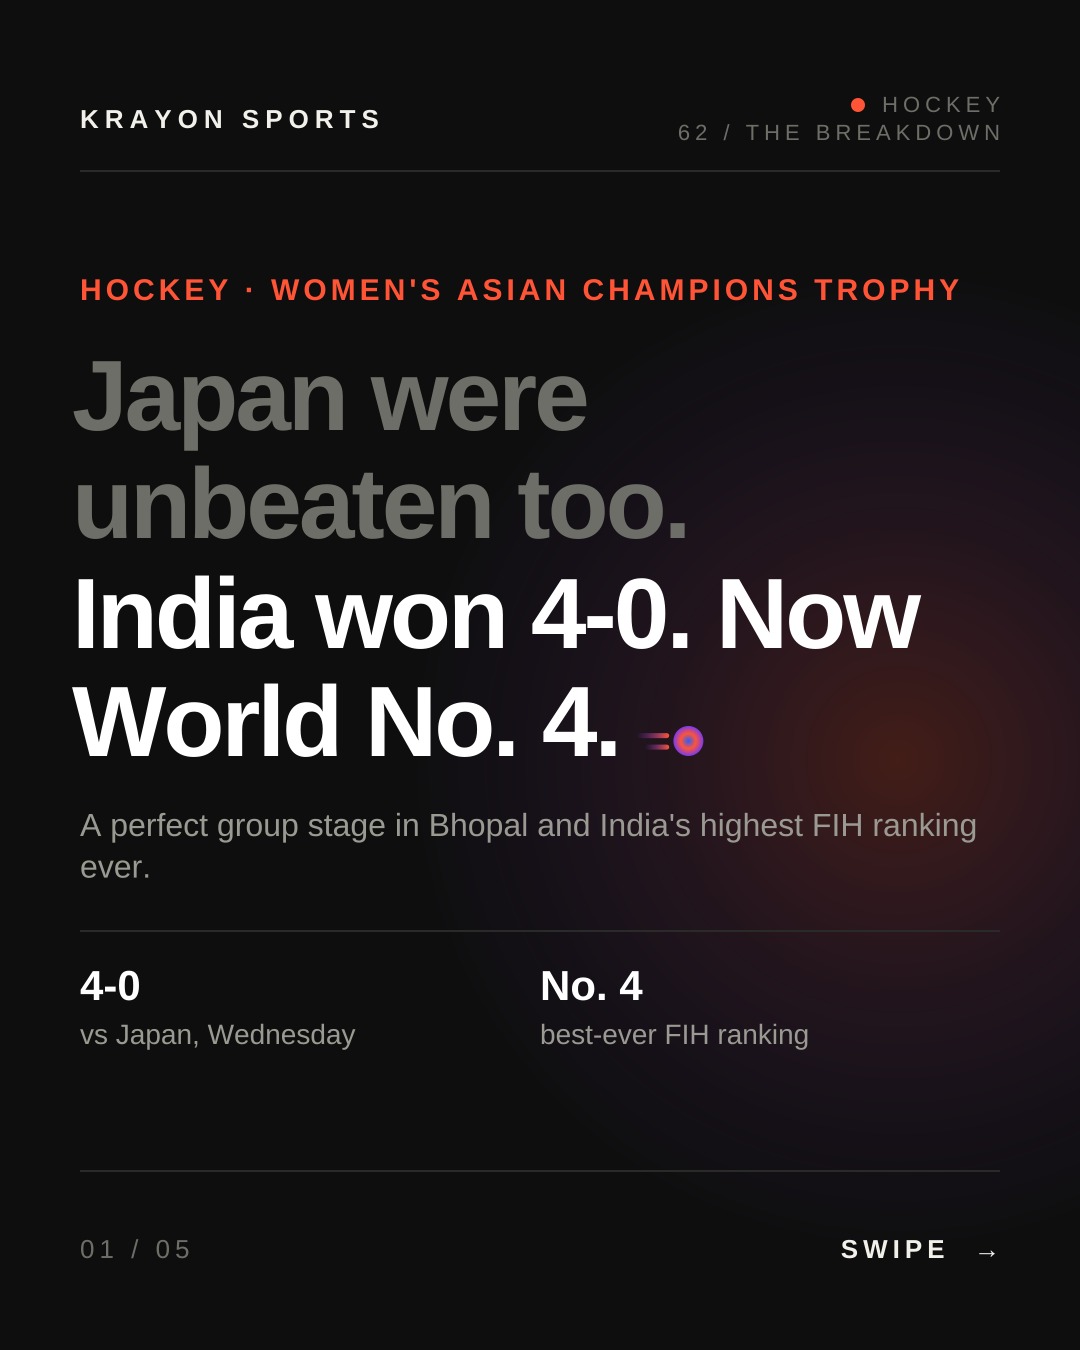 KRAYON SPORTS
HOCKEY
62 / THE BREAKDOWN
HOCKEY · WOMEN'S ASIAN CHAMPIONS TROPHY
Japan were
unbeaten too.
India won 4-0. Now
World No. 4.
A perfect group stage in Bhopal and India's highest FIH ranking
ever.
4-0
vs Japan, Wednesday
No. 4
best-ever FIH ranking
01 / 05
SWIPE →